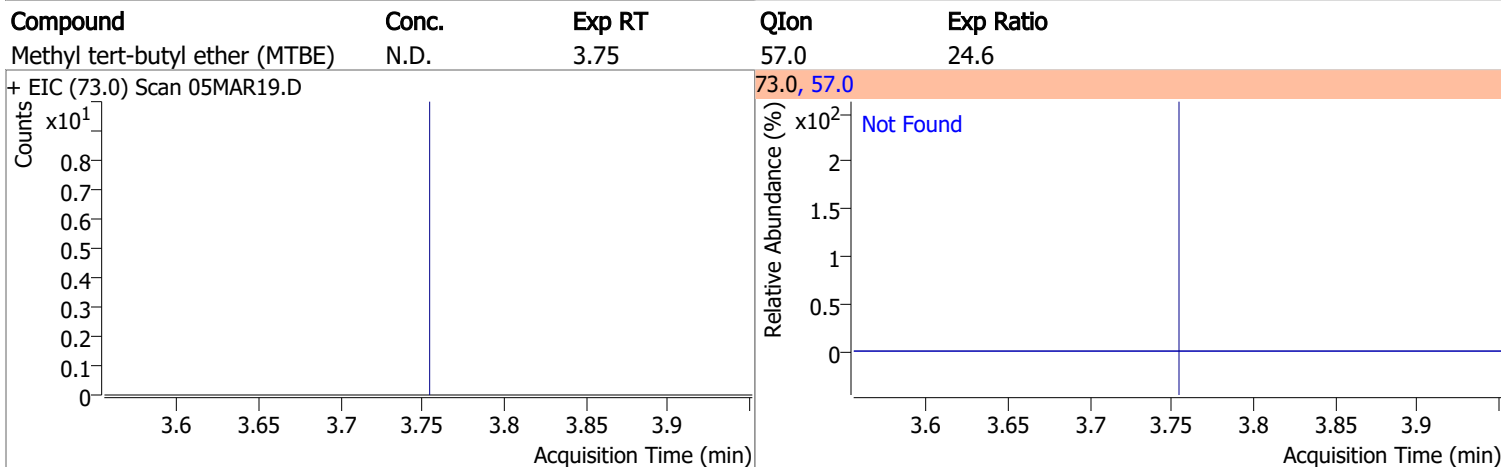 Compound Conc. Exp RT QIon Exp Ratio
Methyl tert-butyl ether (MTBE) N.D. 3.75 57.0 24.6
+ EIC (73.0) Scan 05MAR19.D
Counts
x10¹
0.8
0.7
0.6
0.5
0.4
0.3
0.2
0.1
0
3.6 3.65 3.7 3.75 3.8 3.85 3.9
Acquisition Time (min)
73.0, 57.0
Relative Abundance (%)
x10²
Not Found
2
1.5
1
0.5
0
3.6 3.65 3.7 3.75 3.8 3.85 3.9
Acquisition Time (min)